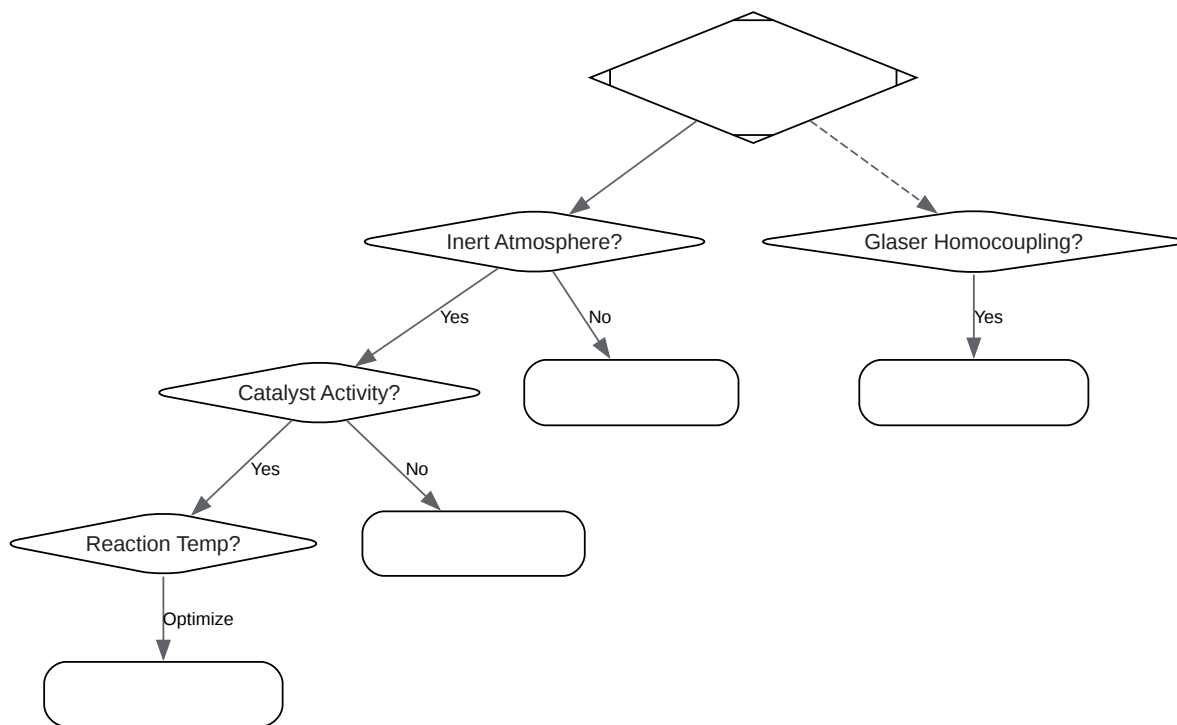 Inert Atmosphere?
Glaser Homocoupling?
Yes
No
Yes
Catalyst Activity?
Yes
No
Reaction Temp?
Optimize